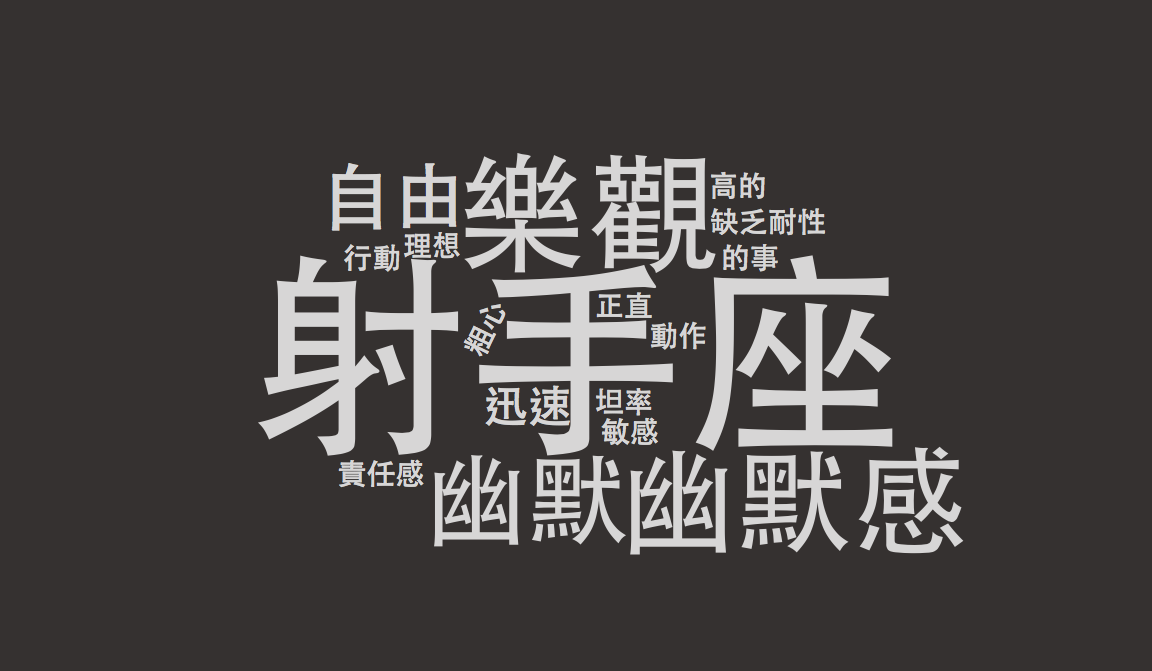 自由
樂觀
高的
缺乏耐性
的事
行動
理想
射手座
粗心
正直
動作
迅速
坦率
敏感
責任感
幽默
幽默感